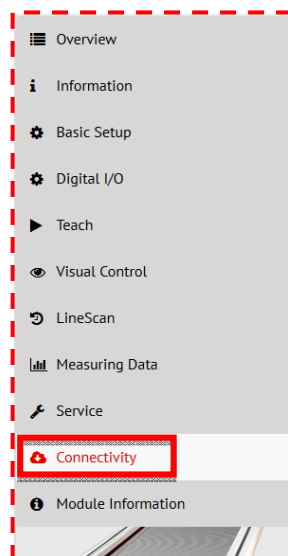 Overview
Information
Basic Setup
Digital I/O
Teach
Visual Control
LineScan
Measuring Data
Service
Connectivity
Module Information